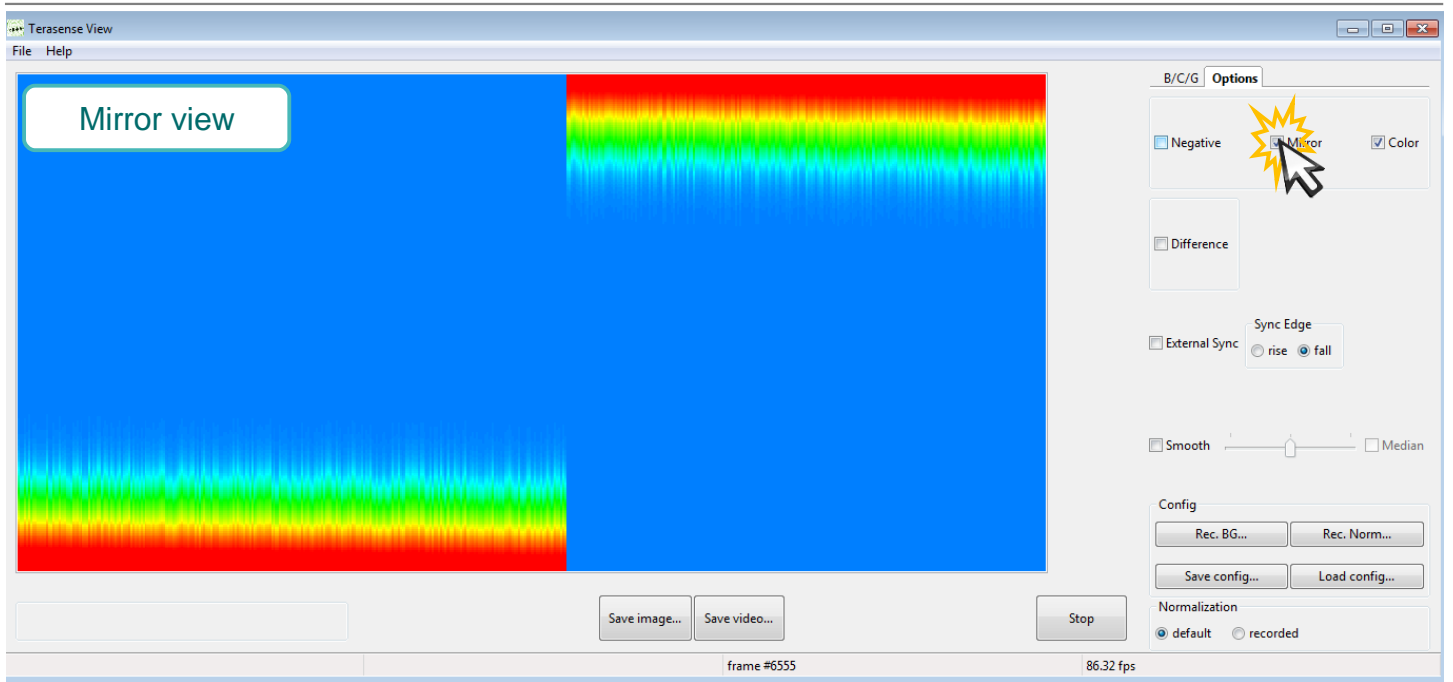 Terasense View
File Help
Mirror view
B/C/G Options
Negative Mirror Color
Difference
External Sync
Sync Edge
rise fall
Smooth Median
Config
Rec. BG... Rec. Norm...
Save config... Load config...
Normalization
default recorded
Save image... Save video... Stop
frame #6555 86.32 fps